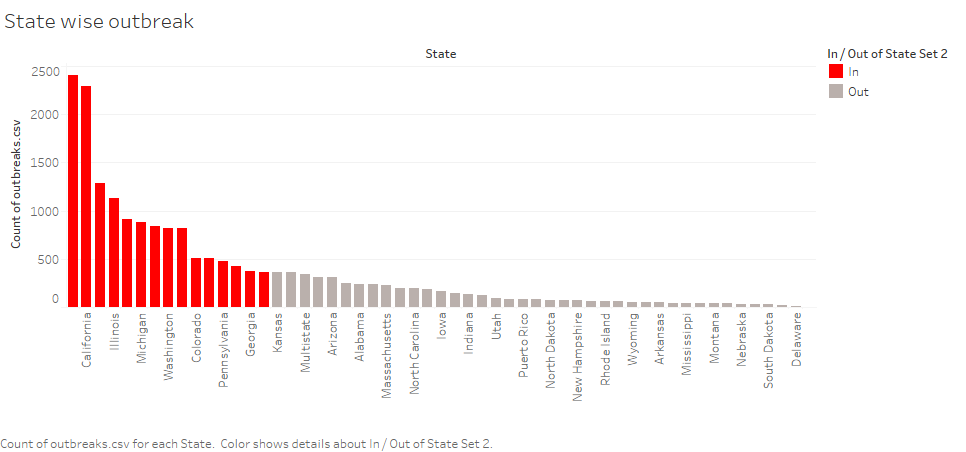 State wise outbreak
State
In / Out of State Set 2
In
Out
Count of outbreaks.csv
2500
2000
1500
1000
500
0
California
Illinois
Michigan
Washington
Colorado
Pennsylvania
Georgia
Kansas
Multistate
Arizona
Alabama
Massachusetts
North Carolina
Iowa
Indiana
Utah
Puerto Rico
North Dakota
New Hampshire
Rhode Island
Wyoming
Arkansas
Mississippi
Montana
Nebraska
South Dakota
Delaware
Count of outbreaks.csv for each State.  Color shows details about In / Out of State Set 2.